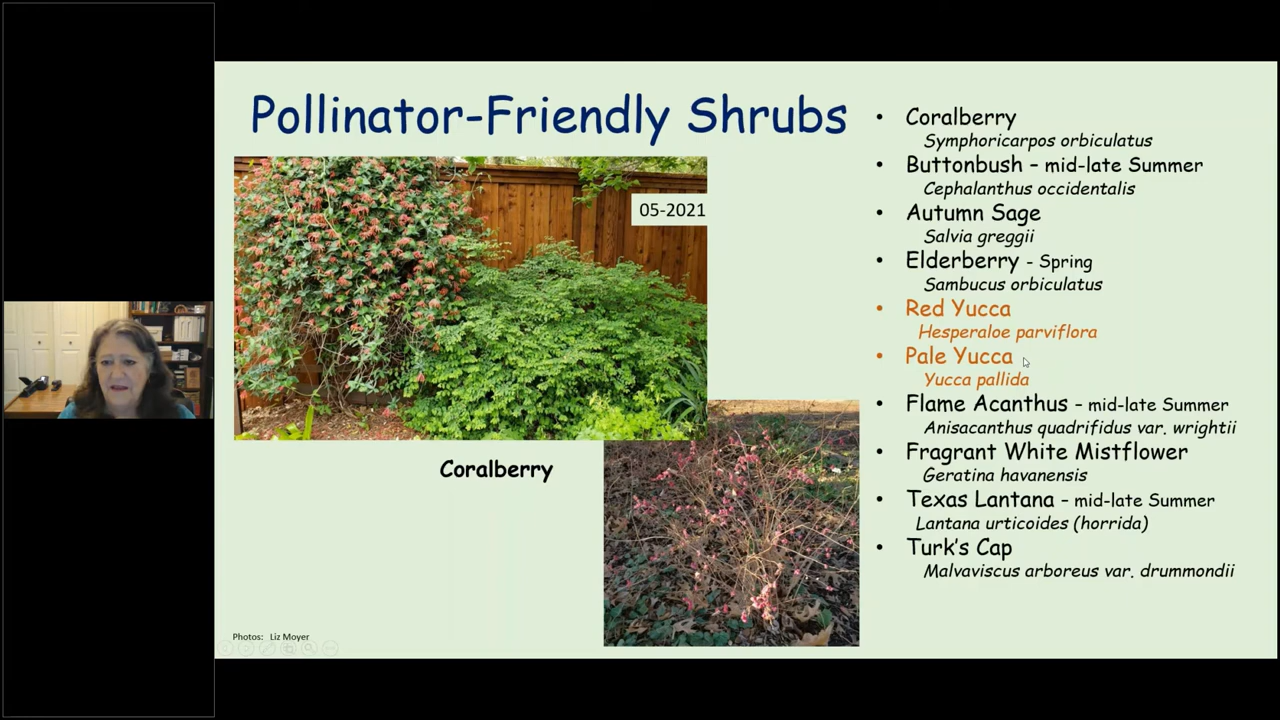 Pollinator-Friendly Shrubs
05-2021
Coralberry
Photos: Liz Moyer
• Coralberry
Symphoricarpos orbiculatus
• Buttonbush – mid-late Summer
Cephalanthus occidentalis
• Autumn Sage
Salvia greggii
• Elderberry - Spring
Sambucus orbiculatus
• Red Yucca
Hesperaloe parviflora
• Pale Yucca
Yucca pallida
• Flame Acanthus – mid-late Summer
Anisacanthus quadrifidus var. wrightii
• Fragrant White Mistflower
Geratina havanensis
• Texas Lantana – mid-late Summer
Lantana urticoides (horrida)
• Turk's Cap
Malvaviscus arboreus var. drummondii